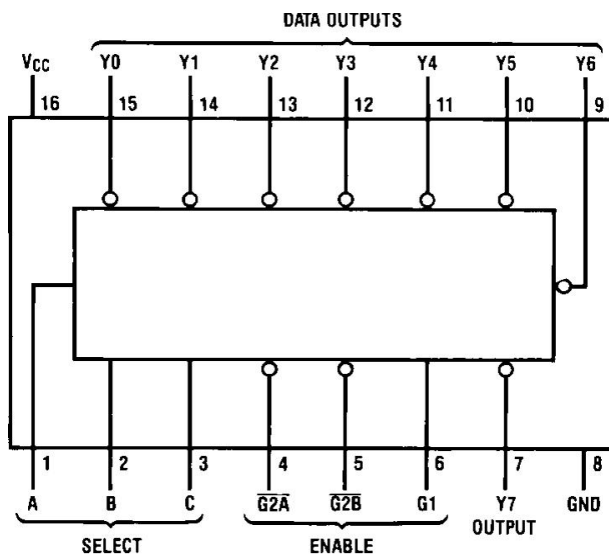 DATA OUTPUTS
VCC Y0 Y1 Y2 Y3 Y4 Y5 Y6
16 15 14 13 12 11 10 9
1 2 3 4 5 6 7 8
A B C G2A G2B G1 Y7 GND
OUTPUT
SELECT ENABLE